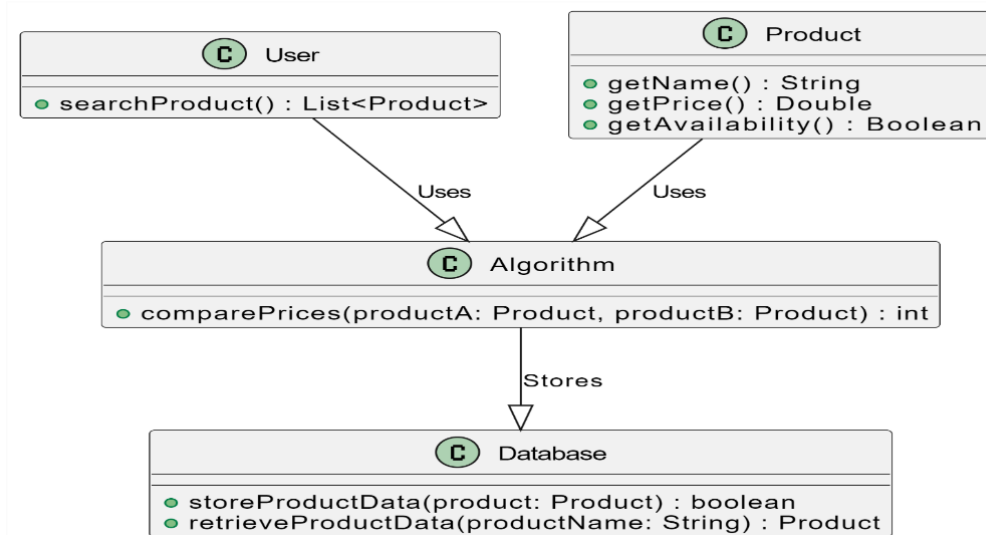 C User
searchProduct() : List<Product>
C Product
getName() : String
getPrice() : Double
getAvailability() : Boolean
Uses
Uses
C Algorithm
comparePrices(productA: Product, productB: Product) : int
Stores
C Database
storeProductData(product: Product) : boolean
retrieveProductData(productName: String) : Product